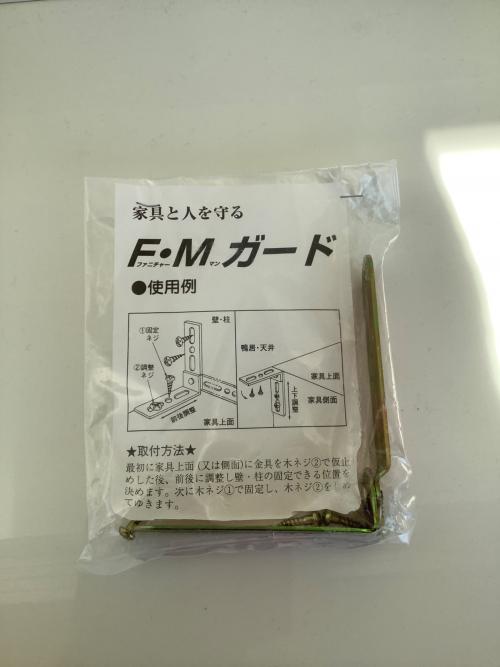 家具と人を守る
F・M ガード
ファニチャー マン
●使用例
①固定
ネジ
②調整
ネジ
壁・柱
前後調整
家具上面
鴨居・天井
家具上面
家具側面
上下調整
★取付方法★
最初に家具上面(又は側面)に金具を木ネジ②で仮止
めした後、前後に調整し壁・柱の固定できる位置を
決めます。次に木ネジ①で固定し、木ネジ②をしめ
てゆきます。